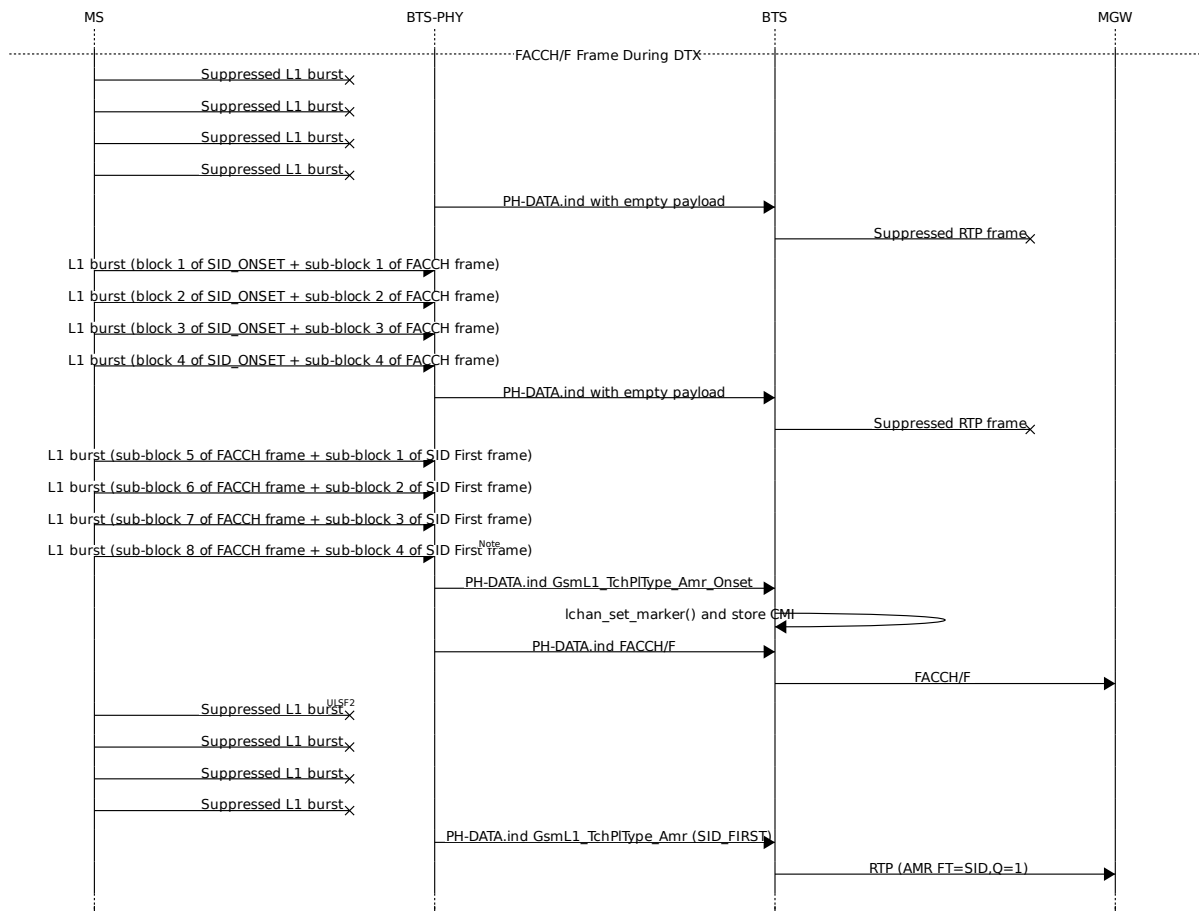 MS BTS-PHY BTS MGW
FACCH/F Frame During DTX
Suppressed L1 burst
Suppressed L1 burst
Suppressed L1 burst
Suppressed L1 burst
PH-DATA.ind with empty payload
Suppressed RTP frame
L1 burst (block 1 of SID_ONSET + sub-block 1 of FACCH frame)
L1 burst (block 2 of SID_ONSET + sub-block 2 of FACCH frame)
L1 burst (block 3 of SID_ONSET + sub-block 3 of FACCH frame)
L1 burst (block 4 of SID_ONSET + sub-block 4 of FACCH frame)
PH-DATA.ind with empty payload
Suppressed RTP frame
L1 burst (sub-block 5 of FACCH frame + sub-block 1 of SID First frame)
L1 burst (sub-block 6 of FACCH frame + sub-block 2 of SID First frame)
L1 burst (sub-block 7 of FACCH frame + sub-block 3 of SID First frame)
Note
L1 burst (sub-block 8 of FACCH frame + sub-block 4 of SID First frame)
PH-DATA.ind GsmL1_TchPlType_Amr_Onset
lchan_set_marker() and store CMI
PH-DATA.ind FACCH/F
FACCH/F
ULSF2
Suppressed L1 burst
Suppressed L1 burst
Suppressed L1 burst
Suppressed L1 burst
PH-DATA.ind GsmL1_TchPlType_Amr (SID_FIRST)
RTP (AMR FT=SID,Q=1)